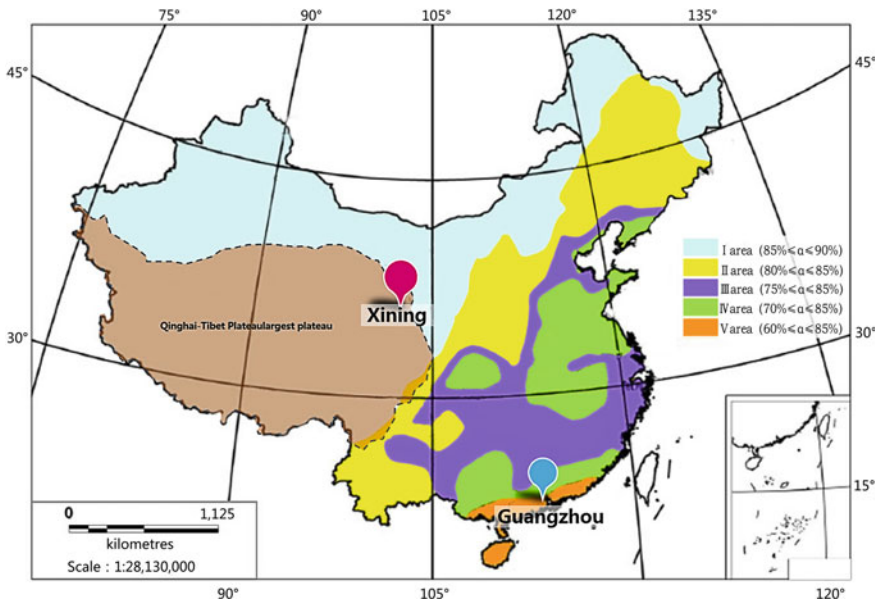 75°
90°
105°
120°
135°
45°
45°
Ⅰ area (85%≤α≤90%)
Ⅱ area (80%≤α≤85%)
Ⅲ area (75%≤α≤85%)
Ⅳ area (70%≤α≤85%)
Ⅴ area (60%≤α≤85%)
Xining
Qinghai-Tibet Plateaulargest plateau
30°
30°
15°
Guangzhou
0 1,125
kilometres
Scale : 1:28,130,000
90°
105°
120°